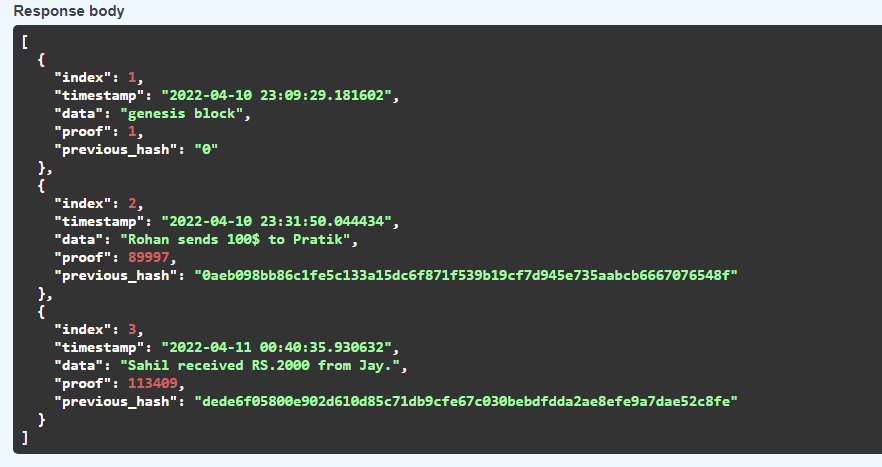 Response body
[
  {
    "index": 1,
    "timestamp": "2022-04-10 23:09:29.181602",
    "data": "genesis block",
    "proof": 1,
    "previous_hash": "0"
  },
  {
    "index": 2,
    "timestamp": "2022-04-10 23:31:50.044434",
    "data": "Rohan sends 100$ to Pratik",
    "proof": 89997,
    "previous_hash": "0aeb098bb86c1fe5c133a15dc6f871f539b19cf7d945e735aabcb6667076548f"
  },
  {
    "index": 3,
    "timestamp": "2022-04-11 00:40:35.930632",
    "data": "Sahil received RS.2000 from Jay.",
    "proof": 113409,
    "previous_hash": "dede6f05800e902d610d85c71db9cfe67c030bebdfdda2ae8efe9a7dae52c8fe"
  }
]